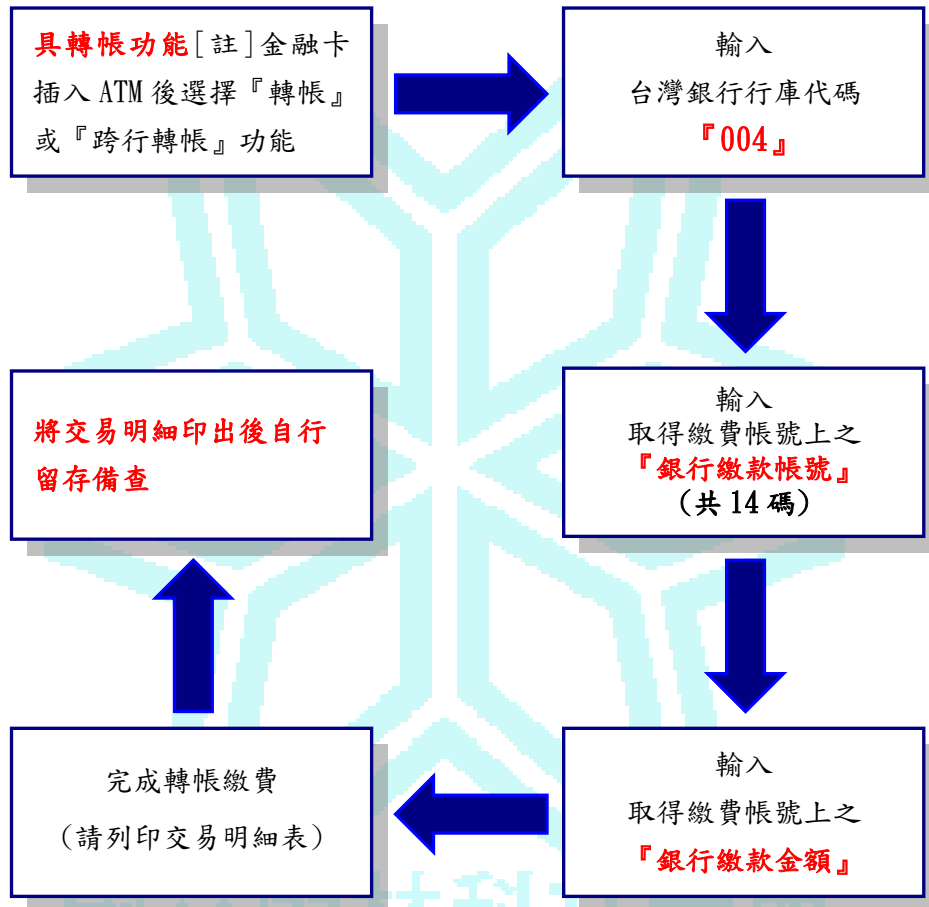 具轉帳功能[註]金融卡
插入 ATM 後選擇『轉帳』
或『跨行轉帳』功能
輸入
台灣銀行行庫代碼
『004』
輸入
取得繳費帳號上之
『銀行繳款帳號』
(共 14 碼)
輸入
取得繳費帳號上之
『銀行繳款金額』
完成轉帳繳費
(請列印交易明細表)
將交易明細印出後自行
留存備查